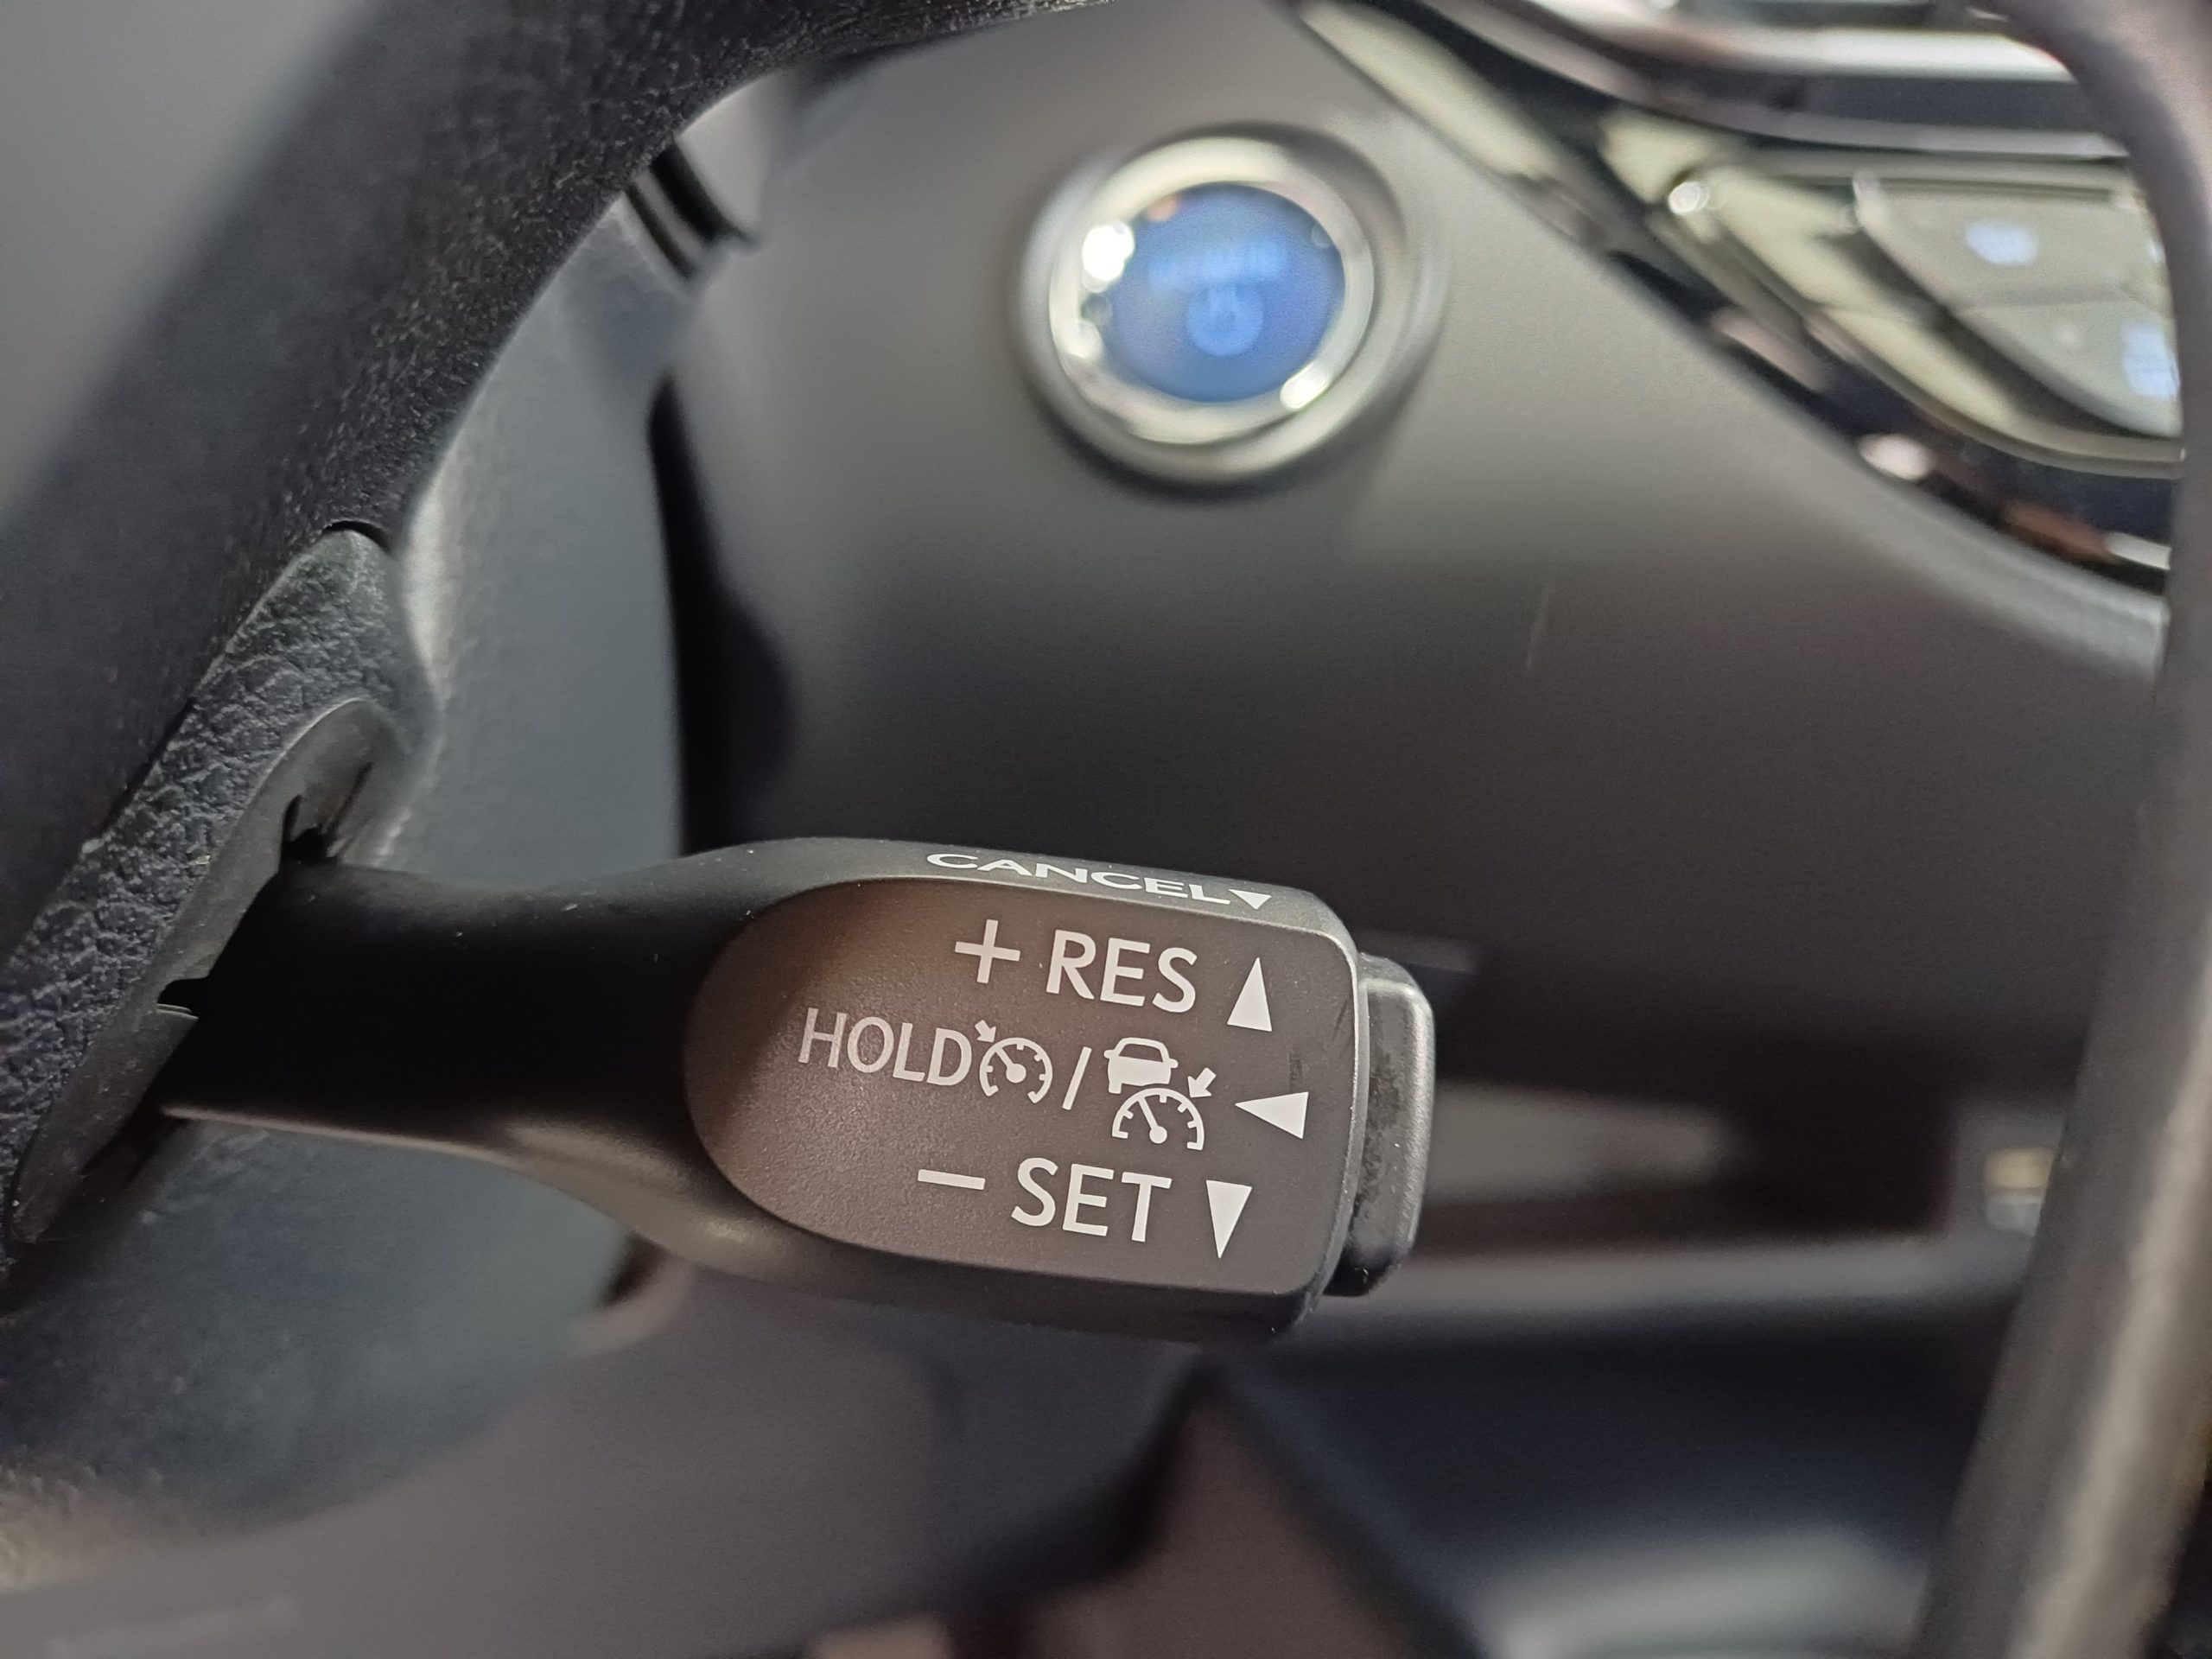 CANCEL▼
+ RES ▲
HOLD / ◀
− SET ▼